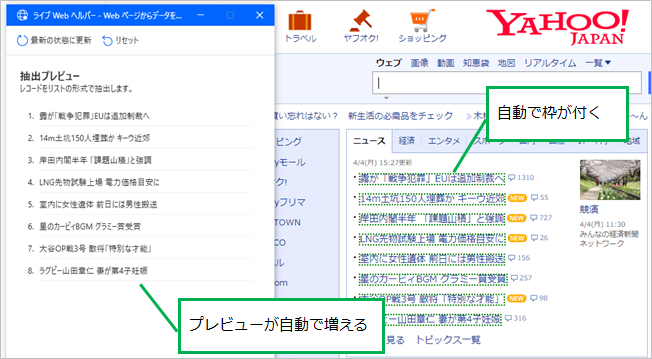 ライブ Web ヘルパー - Web ページからデータを...
最新の状態に更新 リセット
抽出プレビュー
レコードをリストの形式で抽出します。
1. 露が「戦争犯罪」EUは追加制裁へ
2. 14m土坑150人埋葬か キーウ近郊
3. 岸田内閣半年 「課題山積」と強調
4. LNG先物試験上場 電力価格目安に
5. 室内に女性遺体 前日には男性搬送
6. 星のカービィBGM グラミー賞受賞
7. 大谷OP戦3号 敵将「特別な才能」
8. ラグビー山田章仁 妻が第4子妊娠
プレビューが自動で増える
トラベル ヤフオク! ショッピング
YAHOO!
JAPAN
ウェブ 画像 動画 知恵袋 地図 リアルタイム 一覧▼
い忘れはない? 新生活の必需品をチェック
自動で枠が付く
ッピング
yモール
ク!
yフリマ
TOWN
CO
ル
.com
ニュース 経済 エンタメ 地域
4/4(月) 15:27更新
露が「戦争犯罪」EUは追加制裁へ 1310
14m土坑150人埋葬か キーウ近郊 NEW 55
岸田内閣半年 「課題山積」と強調 NEW 727
LNG先物試験上場 電力価格目安に NEW 26
室内に女性遺体 前日には男性搬送 156
星のカービィBGM グラミー賞受賞 257
大谷OP戦3号 敵将「特別な才能」 NEW 98
ラグビー山田章仁 妻が第4子妊娠 316
見る トピックス一覧
競演
4/4(月) 11:30
みんなの経済新聞
ネットワーク